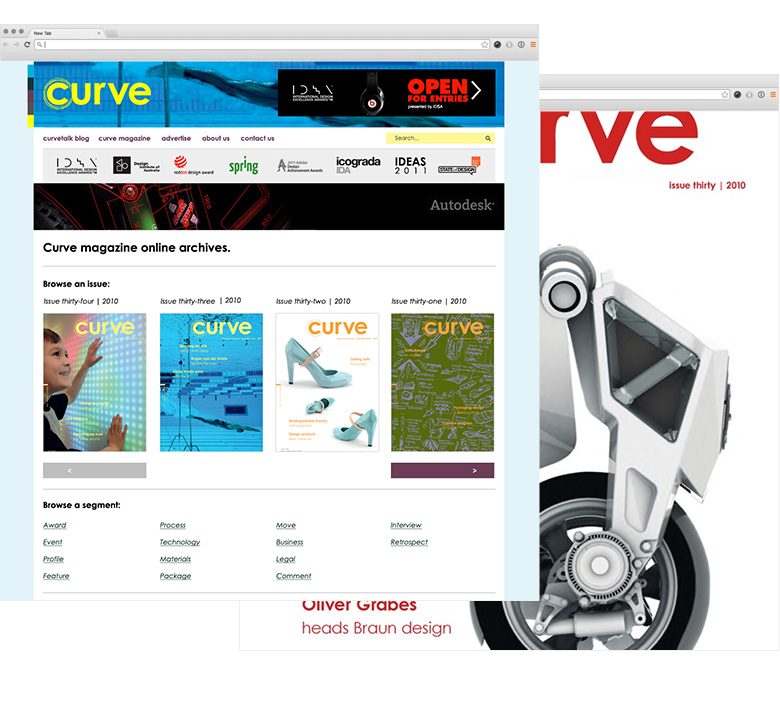 New Tab
curve
INTERNATIONAL DESIGN
EXCELLENCE AWARDS
OPEN
FOR ENTRIES
presented by IDSA
curvetalk blog curve magazine advertise about us contact us
Search...
INTERNATIONAL DESIGN
EXCELLENCE AWARDS
Design
Institute of
Australia
reddot design award
spring
2011 Adobe
Design
Achievement Awards
icograda
IDA
IDEAS
2011
STATE OF DESIGN
Autodesk
Curve magazine online archives.
Browse an issue:
Issue thirty-four | 2010 Issue thirty-three | 2010 Issue thirty-two | 2010 Issue thirty-one | 2010
curve curve curve curve
< >
Browse a segment:
Award Process Move Interview
Event Technology Business Retrospect
Profile Materials Legal
Feature Package Comment
rve
issue thirty | 2010
Oliver Grabes
heads Braun design